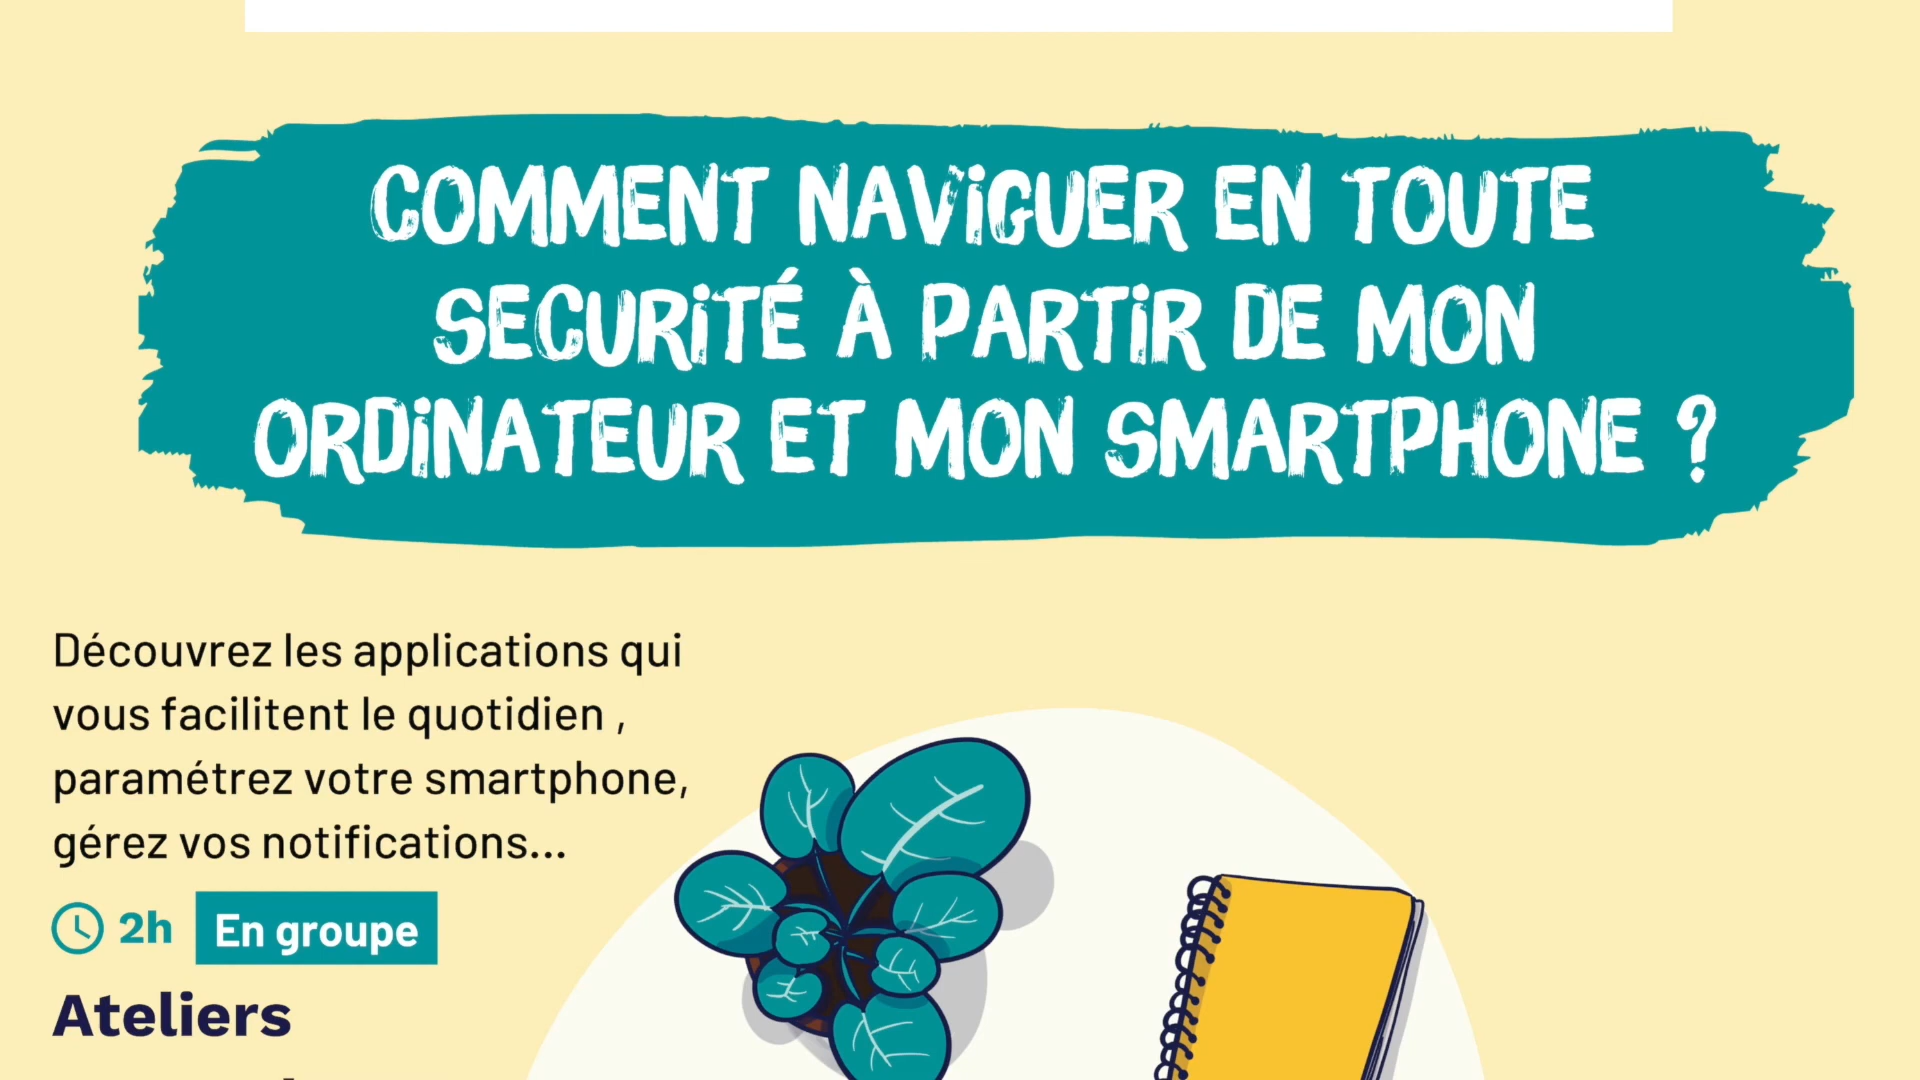 COMMENT NAViGUER EN TOUTE
SECURiTÉ À PARTiR DE MON
ORDiNATEUR ET MON SMARTPHONE ?
Découvrez les applications qui
vous facilitent le quotidien ,
paramétrez votre smartphone,
gérez vos notifications...
2h En groupe
Ateliers